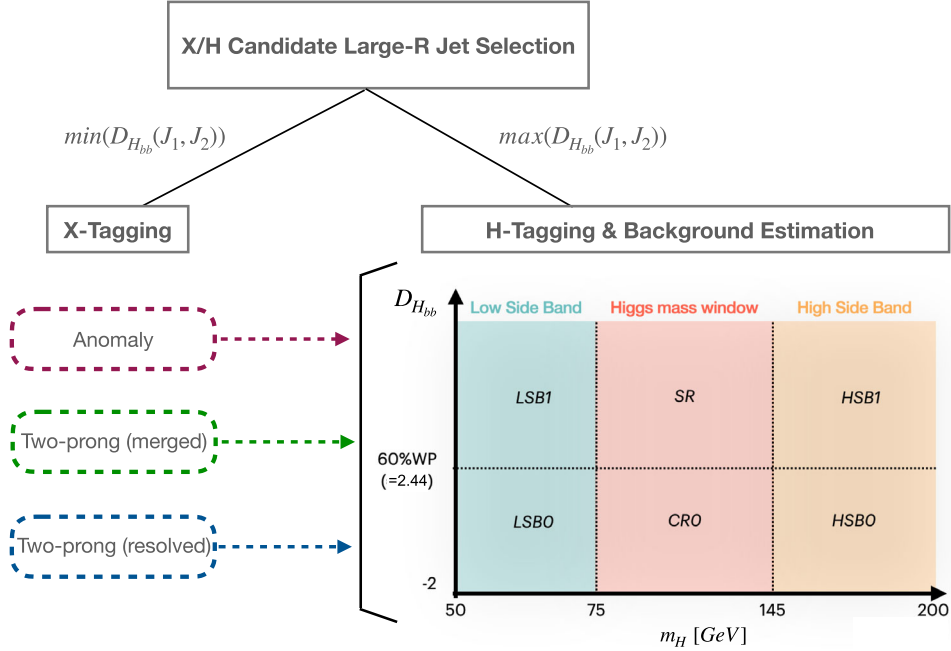 X/H Candidate Large-R Jet Selection
min(D_{H_{bb}}(J_1, J_2))
max(D_{H_{bb}}(J_1, J_2))
X-Tagging
H-Tagging & Background Estimation
D_{H_{bb}}
Low Side Band
Higgs mass window
High Side Band
Anomaly
LSB1
SR
HSB1
Two-prong (merged)
60%WP
(=2.44)
LSB0
CR0
HSB0
Two-prong (resolved)
-2
50
75
145
200
m_H [GeV]